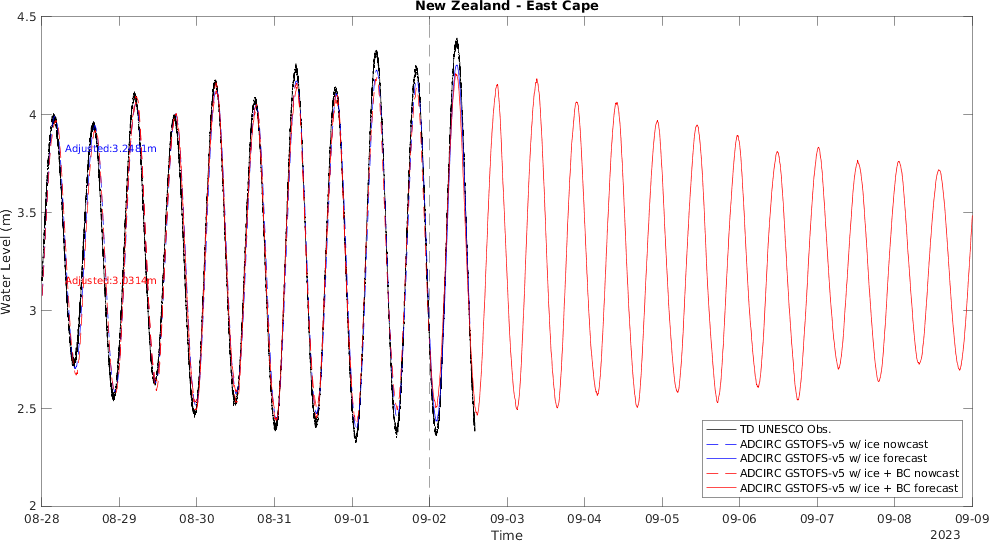 New Zealand - East Cape
4.5
4
3.5
3
2.5
2
Water Level (m)
Adjusted:3.2481m
Adjusted:3.0314m
TD UNESCO Obs.
ADCIRC GSTOFS-v5 w/ ice nowcast
ADCIRC GSTOFS-v5 w/ ice forecast
ADCIRC GSTOFS-v5 w/ ice + BC nowcast
ADCIRC GSTOFS-v5 w/ ice + BC forecast
08-28 08-29 08-30 08-31 09-01 09-02 09-03 09-04 09-05 09-06 09-07 09-08 09-09
Time
2023